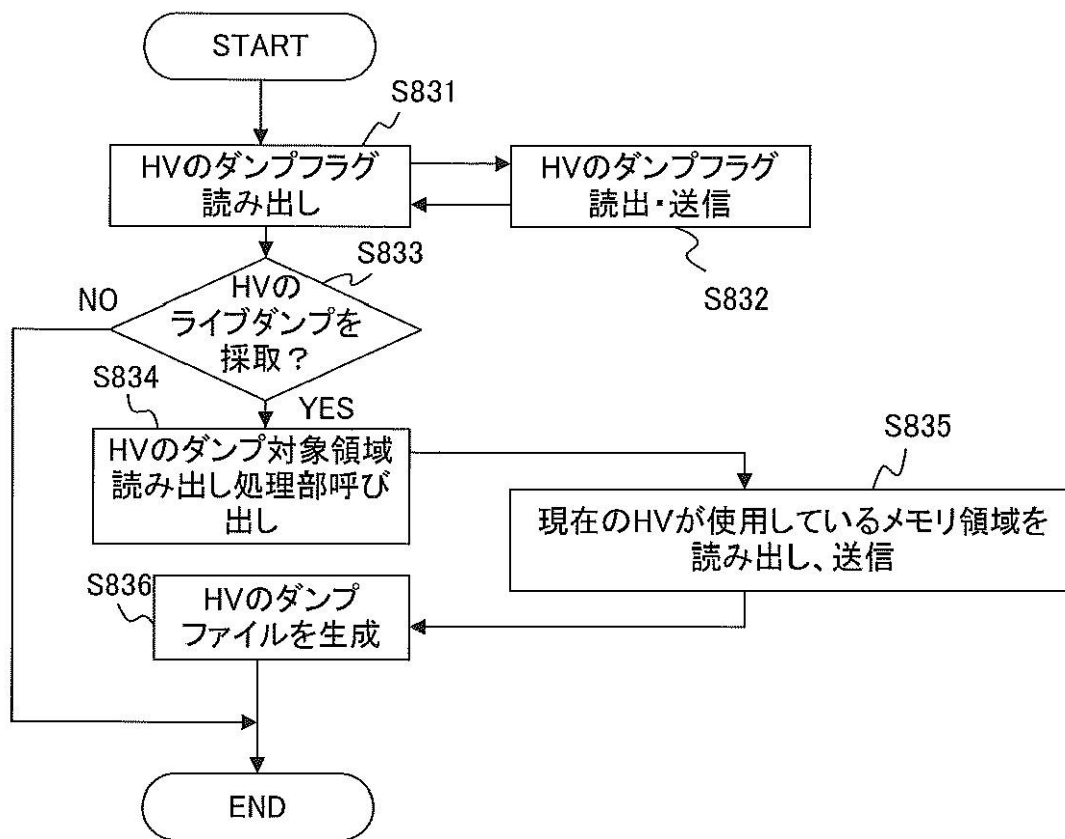 START
S831
HVのダンプフラグ
読み出し
HVのダンプフラグ
読出・送信
S832
S833
HVの
ライブダンプを
採取？
NO
YES
S834
HVのダンプ対象領域
読み出し処理部呼び
出し
S835
現在のHVが使用しているメモリ領域を
読み出し、送信
S836
HVのダンプ
ファイルを生成
END